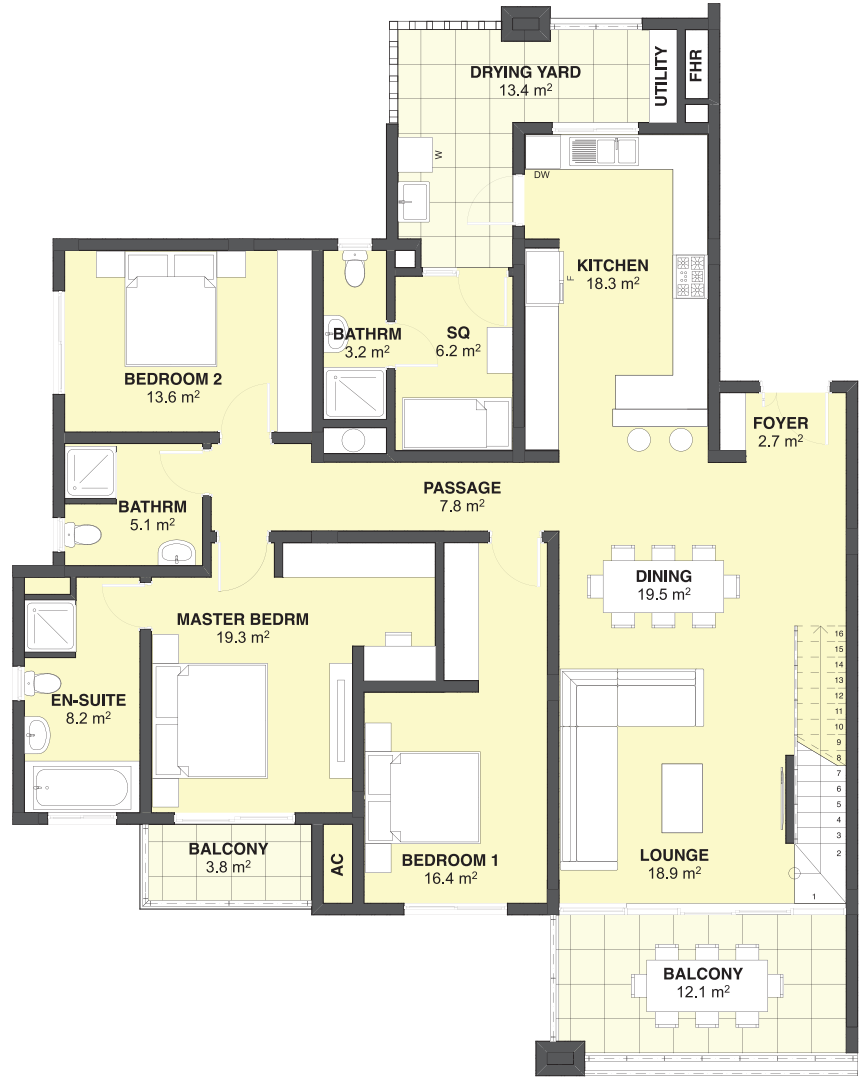 DRYING YARD
13.4 m²
UTILITY
FHR
W
DW
KITCHEN
18.3 m²
F
BATHRM
3.2 m²
SQ
6.2 m²
BEDROOM 2
13.6 m²
FOYER
2.7 m²
PASSAGE
7.8 m²
BATHRM
5.1 m²
DINING
19.5 m²
MASTER BEDRM
19.3 m²
16
15
14
13
12
11
10
9
8
7
6
5
4
3
2
1
EN-SUITE
8.2 m²
BALCONY
3.8 m²
AC
BEDROOM 1
16.4 m²
LOUNGE
18.9 m²
BALCONY
12.1 m²